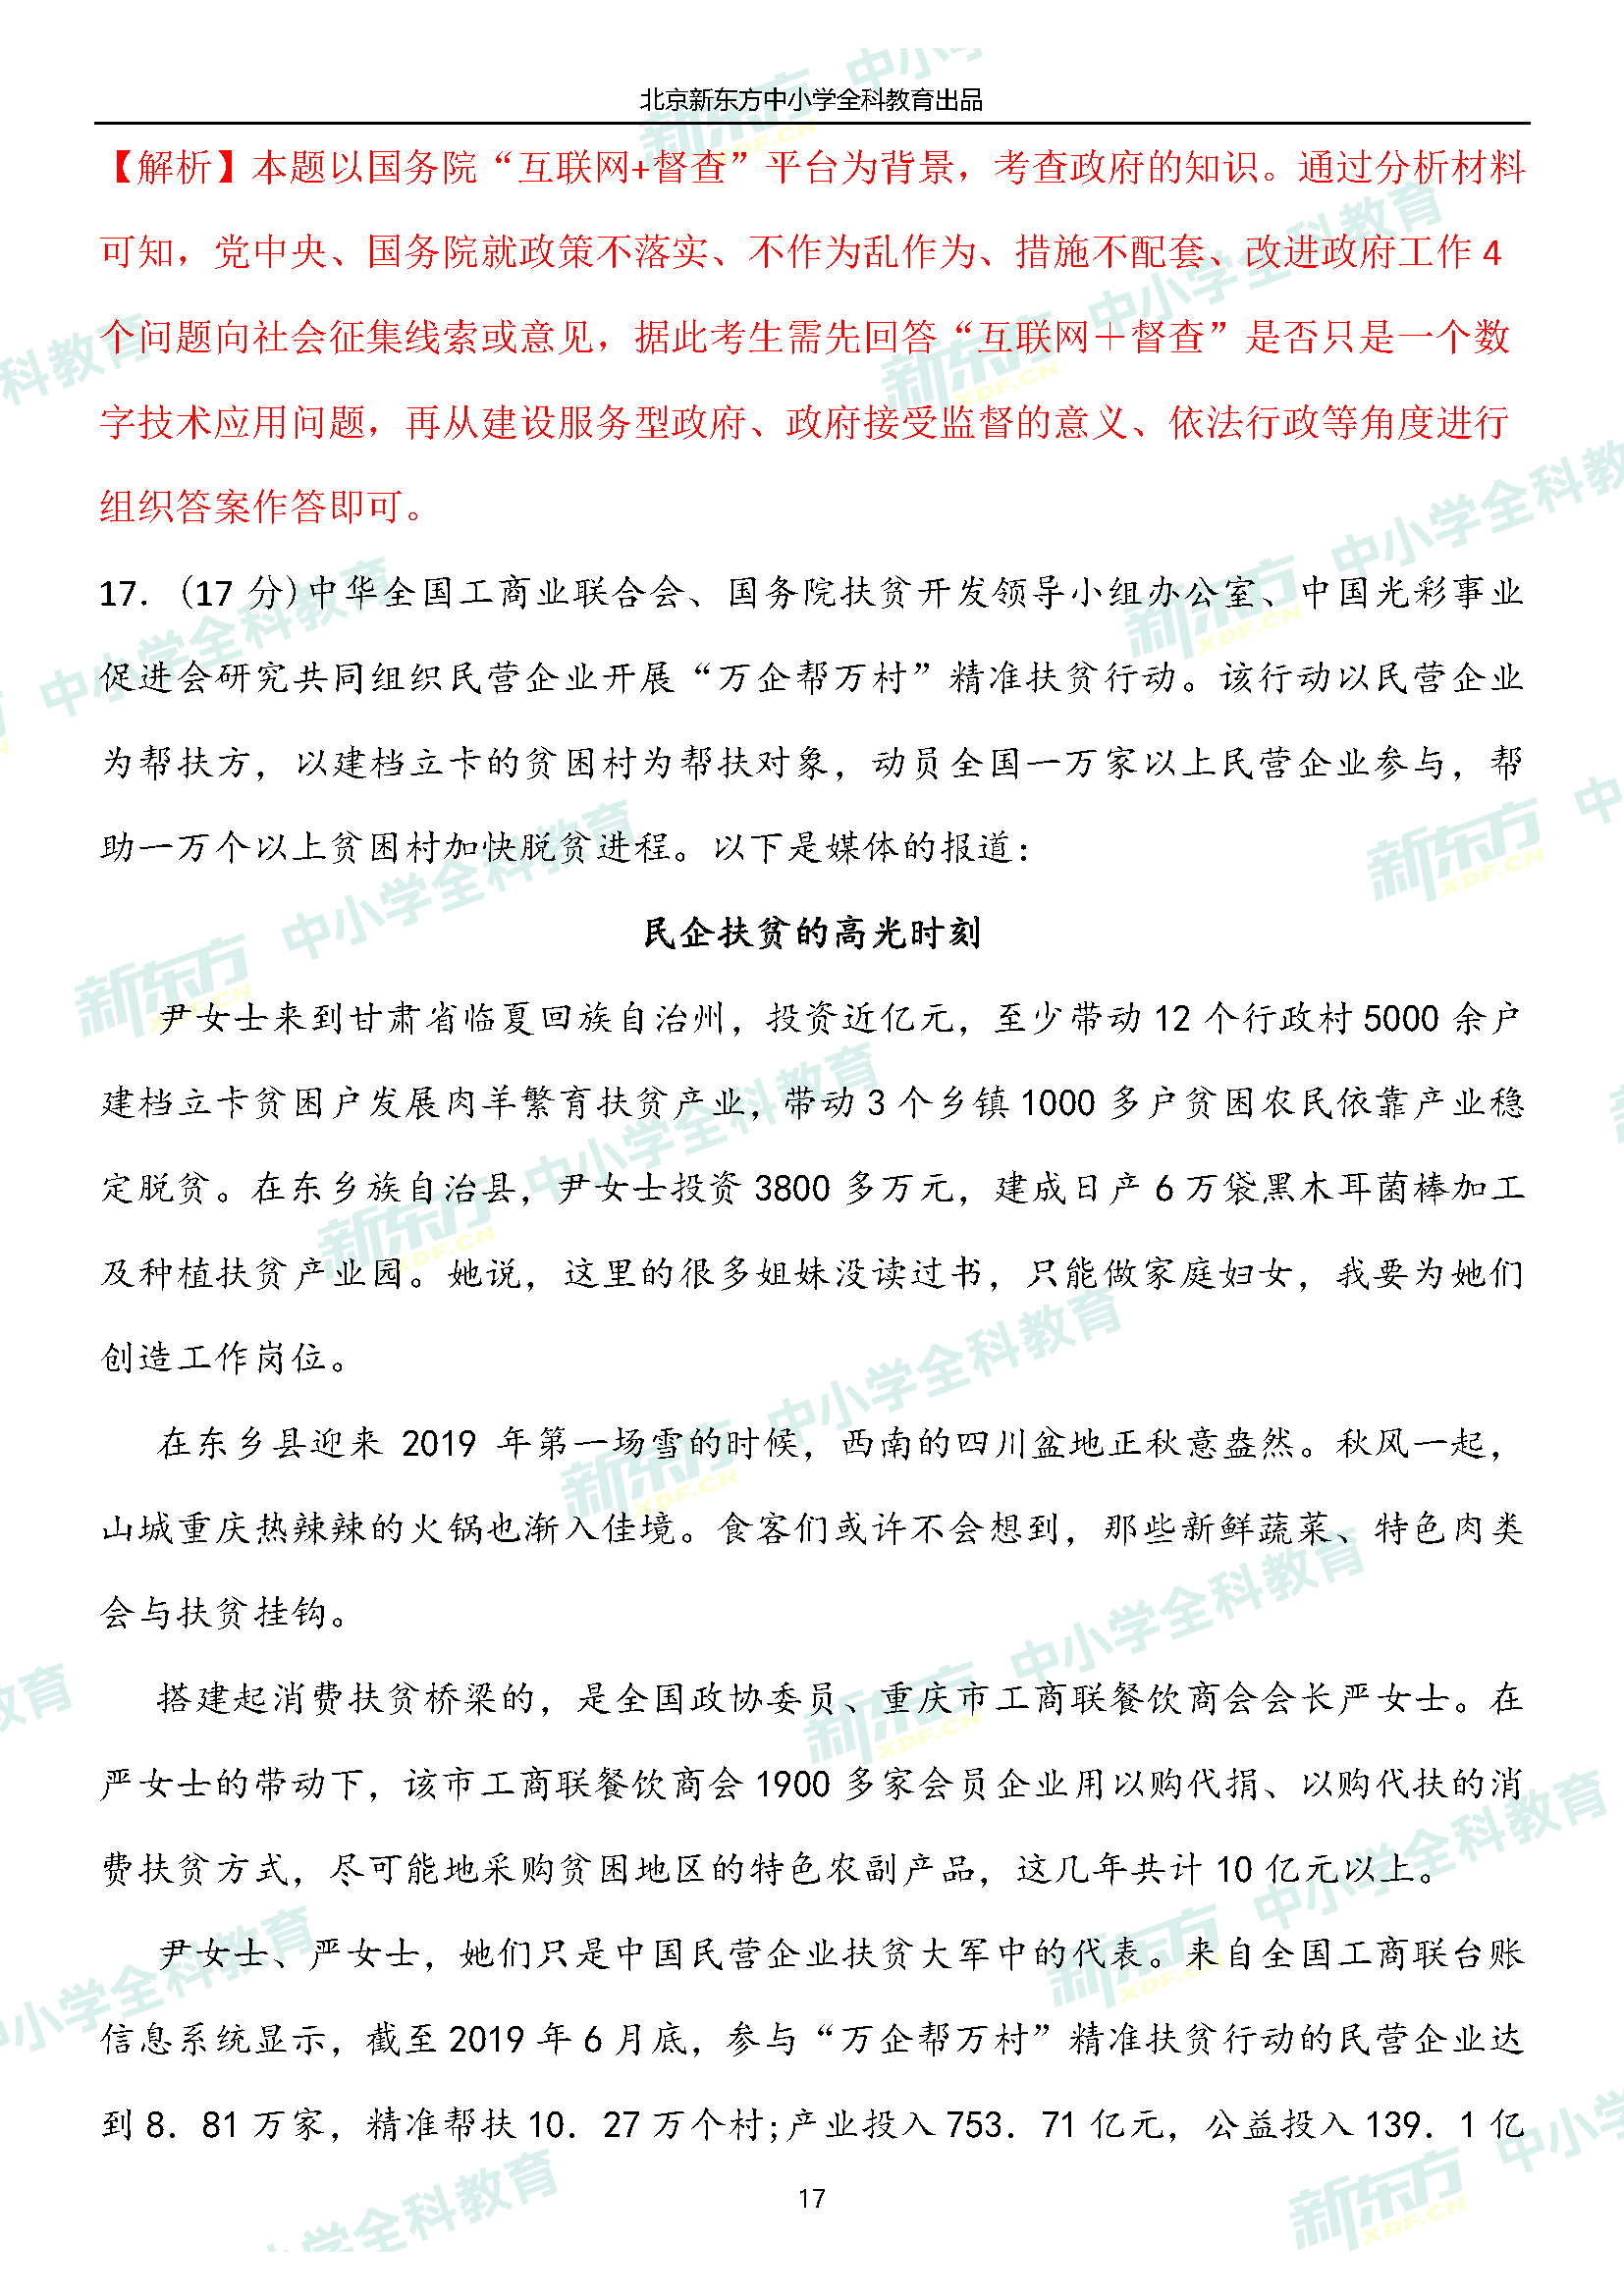 北京新东方中小学全科教育出品
【解析】本题以国务院“互联网+督查”平台为背景，考查政府的知识。通过分析材料
可知，党中央、国务院就政策不落实、不作为乱作为、措施不配套、改进政府工作 4
个问题向社会征集线索或意见，据此考生需先回答“互联网＋督查”是否只是一个数
字技术应用问题，再从建设服务型政府、政府接受监督的意义、依法行政等角度进行
组织答案作答即可。
17．(17 分)中华全国工商业联合会、国务院扶贫开发领导小组办公室、中国光彩事业
促进会研究共同组织民营企业开展“万企帮万村”精准扶贫行动。该行动以民营企业
为帮扶方，以建档立卡的贫困村为帮扶对象，动员全国一万家以上民营企业参与，帮
助一万个以上贫困村加快脱贫进程。以下是媒体的报道：
民企扶贫的高光时刻
尹女士来到甘肃省临夏回族自治州，投资近亿元，至少带动 12 个行政村 5000 余户
建档立卡贫困户发展肉羊繁育扶贫产业，带动 3 个乡镇 1000 多户贫困农民依靠产业稳
定脱贫。在东乡族自治县，尹女士投资 3800 多万元，建成日产 6 万袋黑木耳菌棒加工
及种植扶贫产业园。她说，这里的很多姐妹没读过书，只能做家庭妇女，我要为她们
创造工作岗位。
在东乡县迎来 2019 年第一场雪的时候，西南的四川盆地正秋意盎然。秋风一起，
山城重庆热辣辣的火锅也渐入佳境。食客们或许不会想到，那些新鲜蔬菜、特色肉类
会与扶贫挂钩。
搭建起消费扶贫桥梁的，是全国政协委员、重庆市工商联餐饮商会会长严女士。在
严女士的带动下，该市工商联餐饮商会 1900 多家会员企业用以购代捐、以购代扶的消
费扶贫方式，尽可能地采购贫困地区的特色农副产品，这几年共计 10 亿元以上。
尹女士、严女士，她们只是中国民营企业扶贫大军中的代表。来自全国工商联台账
信息系统显示，截至 2019 年 6 月底，参与“万企帮万村”精准扶贫行动的民营企业达
到 8．81 万家，精准帮扶 10．27 万个村;产业投入 753．71 亿元，公益投入 139．1 亿
17